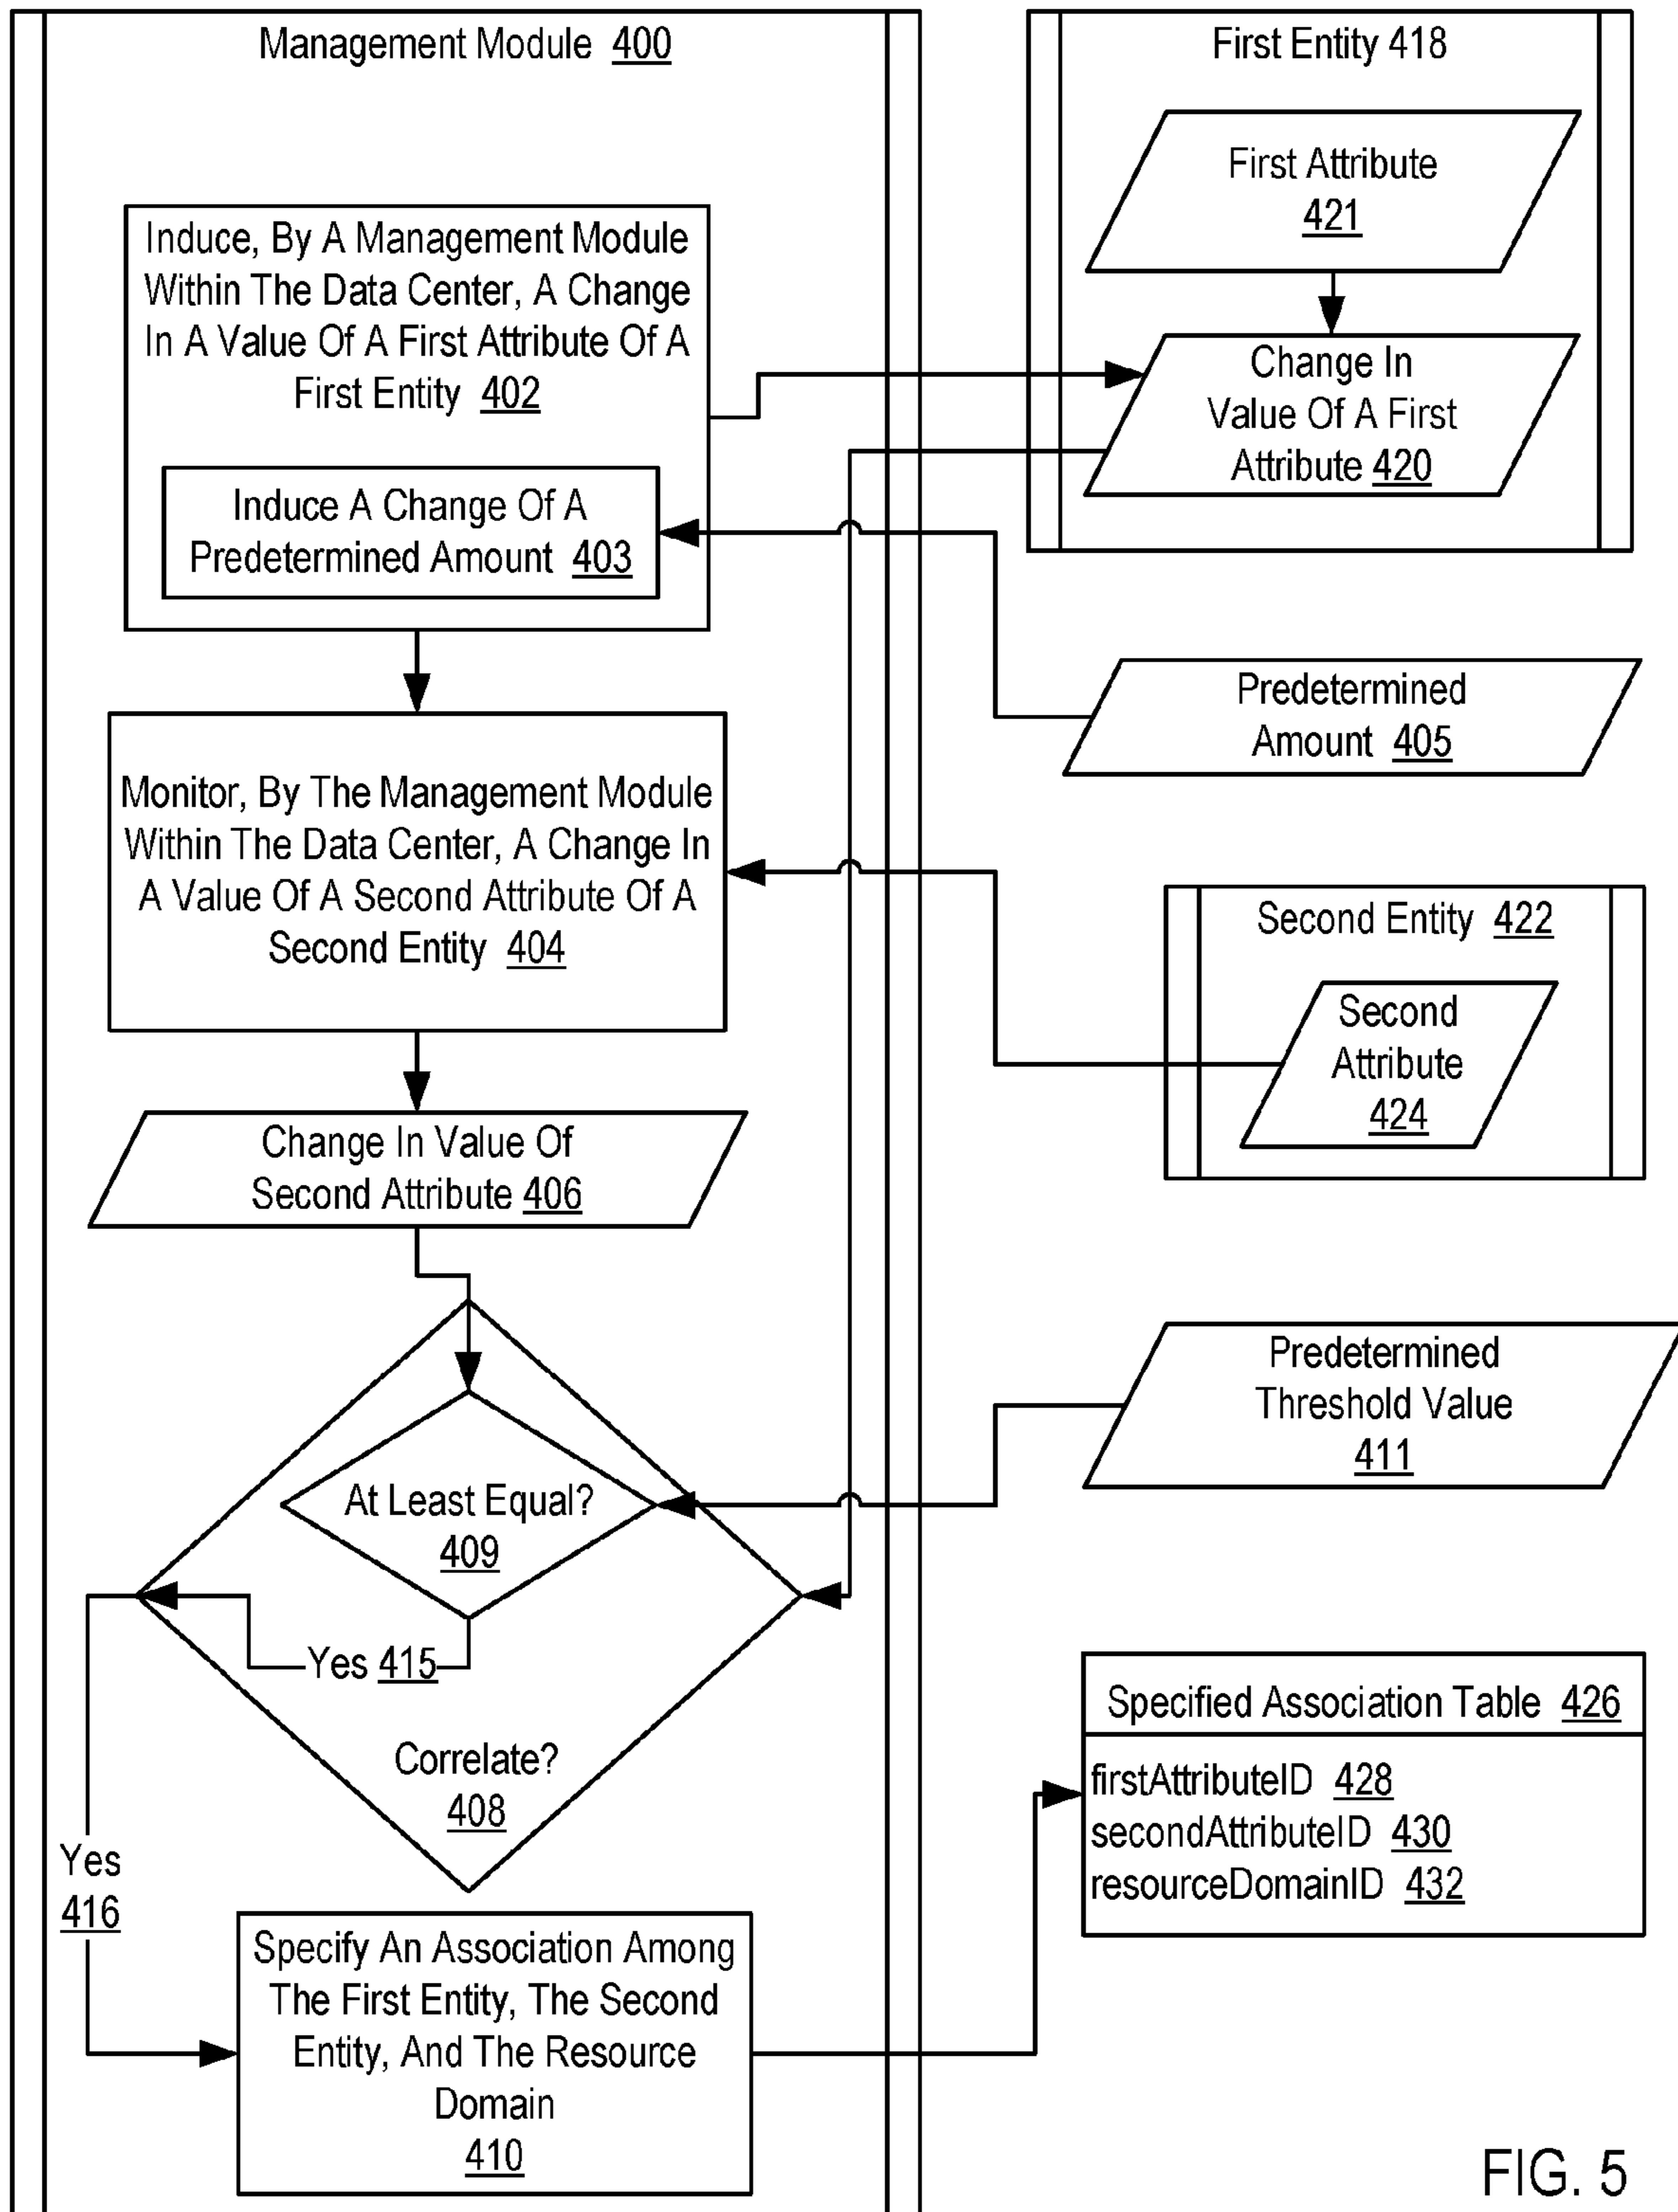 Management Module 400
Induce, By A Management Module
Within The Data Center, A Change
In A Value Of A First Attribute Of A
First Entity 402
Induce A Change Of A
Predetermined Amount 403
Monitor, By The Management Module
Within The Data Center, A Change In
A Value Of A Second Attribute Of A
Second Entity 404
Change In Value Of
Second Attribute 406
At Least Equal?
409
Yes 415
Correlate?
408
Yes
416
Specify An Association Among
The First Entity, The Second
Entity, And The Resource
Domain
410
First Entity 418
First Attribute
421
Change In
Value Of A First
Attribute 420
Predetermined
Amount 405
Second Entity 422
Second
Attribute
424
Predetermined
Threshold Value
411
Specified Association Table 426
firstAttributeID 428
secondAttributeID 430
resourceDomainID 432
FIG. 5